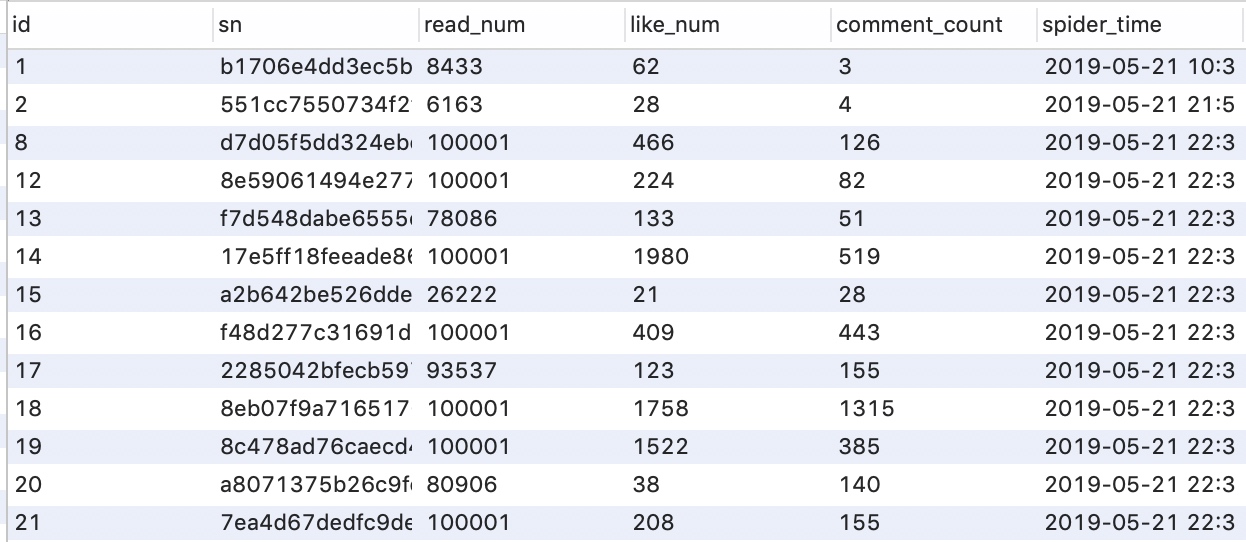 id sn read_num like_num comment_count spider_time
1 b1706e4dd3ec5b 8433 62 3 2019-05-21 10:3
2 551cc7550734f2 6163 28 4 2019-05-21 21:5
8 d7d05f5dd324eb 100001 466 126 2019-05-21 22:3
12 8e59061494e277 100001 224 82 2019-05-21 22:3
13 f7d548dabe6555 78086 133 51 2019-05-21 22:3
14 17e5ff18feeade8 100001 1980 519 2019-05-21 22:3
15 a2b642be526dde 26222 21 28 2019-05-21 22:3
16 f48d277c31691d 100001 409 443 2019-05-21 22:3
17 2285042bfecb59 93537 123 155 2019-05-21 22:3
18 8eb07f9a716517 100001 1758 1315 2019-05-21 22:3
19 8c478ad76caecd 100001 1522 385 2019-05-21 22:3
20 a8071375b26c9f 80906 38 140 2019-05-21 22:3
21 7ea4d67dedfc9de 100001 208 155 2019-05-21 22:3